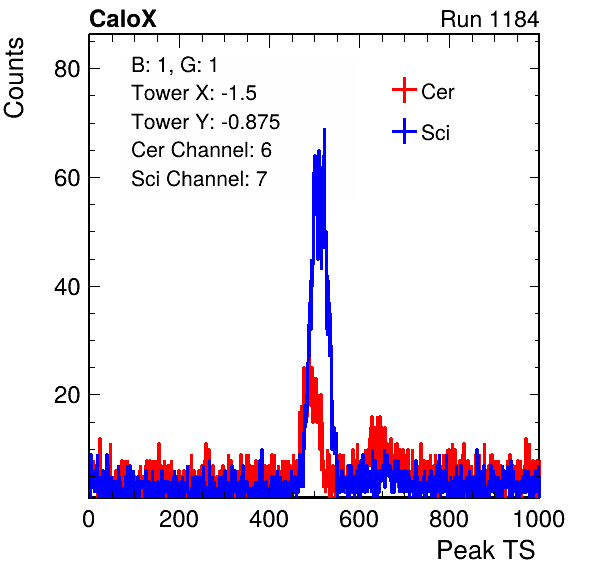 CaloX Run 1184
Counts
B: 1, G: 1
Tower X: -1.5
Tower Y: -0.875
Cer Channel: 6
Sci Channel: 7
Cer
Sci
80
60
40
20
0 200 400 600 800 1000
Peak TS